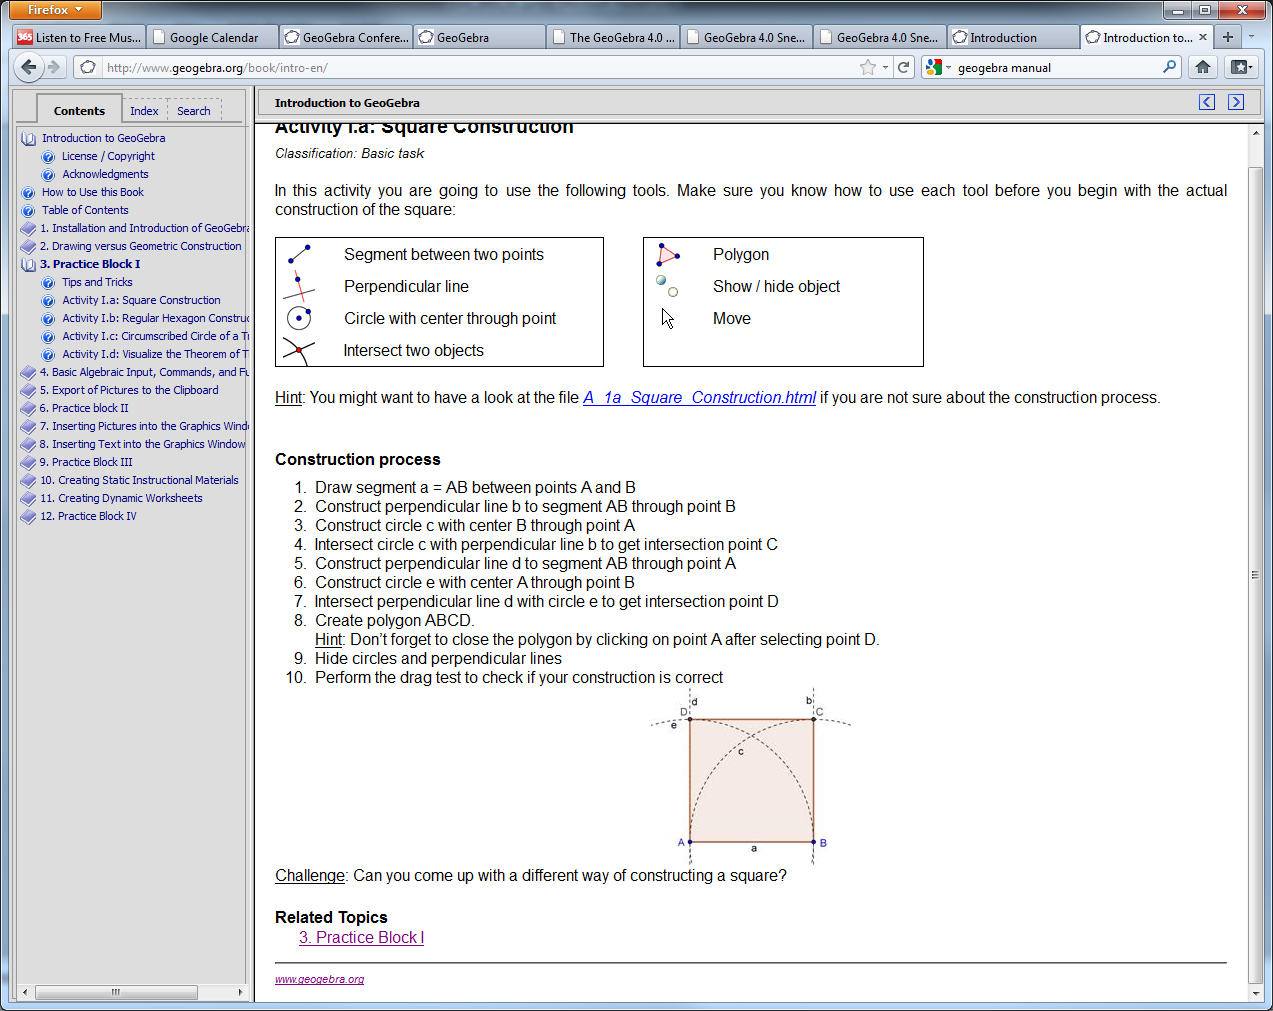 Firefox
Listen to Free Mus...
Google Calendar
GeoGebra Confere...
GeoGebra
The GeoGebra 4.0 ...
GeoGebra 4.0 Sne...
GeoGebra 4.0 Sne...
Introduction
Introduction to...
http://www.geogebra.org/book/intro-en/
geogebra manual
Contents
Index
Search
Introduction to GeoGebra
License / Copyright
Acknowledgments
How to Use this Book
Table of Contents
1. Installation and Introduction of GeoGebra
2. Drawing versus Geometric Construction
3. Practice Block I
Tips and Tricks
Activity I.a: Square Construction
Activity I.b: Regular Hexagon Construc
Activity I.c: Circumscribed Circle of a T
Activity I.d: Visualize the Theorem of T
4. Basic Algebraic Input, Commands, and Fu
5. Export of Pictures to the Clipboard
6. Practice block II
7. Inserting Pictures into the Graphics Wind
8. Inserting Text into the Graphics Window
9. Practice Block III
10. Creating Static Instructional Materials
11. Creating Dynamic Worksheets
12. Practice Block IV
Introduction to GeoGebra
Activity I.a: Square Construction
Classification: Basic task
In this activity you are going to use the following tools. Make sure you know how to use each tool before you begin with the actual
construction of the square:
Segment between two points
Perpendicular line
Circle with center through point
Intersect two objects
Polygon
Show / hide object
Move
Hint: You might want to have a look at the file A_1a_Square_Construction.html if you are not sure about the construction process.
Construction process
1. Draw segment a = AB between points A and B
2. Construct perpendicular line b to segment AB through point B
3. Construct circle c with center B through point A
4. Intersect circle c with perpendicular line b to get intersection point C
5. Construct perpendicular line d to segment AB through point A
6. Construct circle e with center A through point B
7. Intersect perpendicular line d with circle e to get intersection point D
8. Create polygon ABCD.
Hint: Don't forget to close the polygon by clicking on point A after selecting point D.
9. Hide circles and perpendicular lines
10. Perform the drag test to check if your construction is correct
d b
D C
e
c
A B
a
Challenge: Can you come up with a different way of constructing a square?
Related Topics
3. Practice Block I
www.geogebra.org